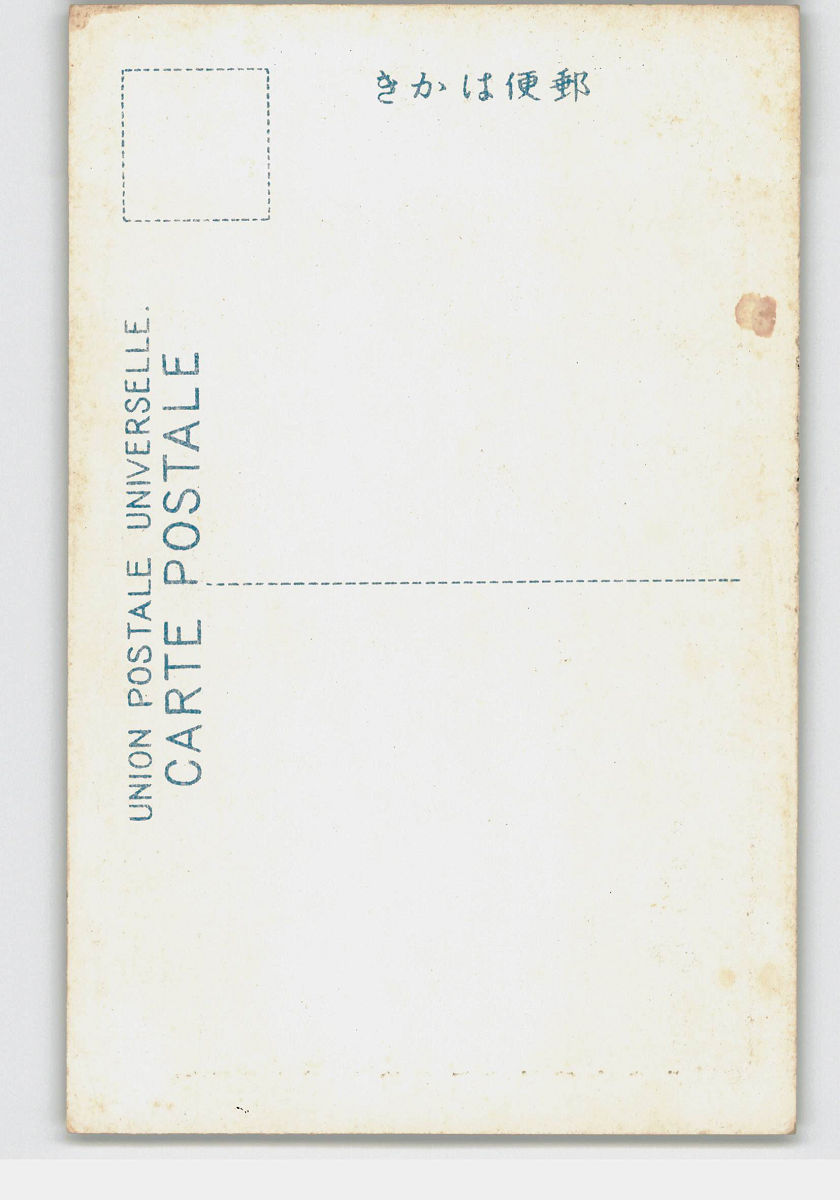 きかは便郵
UNION POSTALE UNIVERSELLE.
CARTE POSTALE